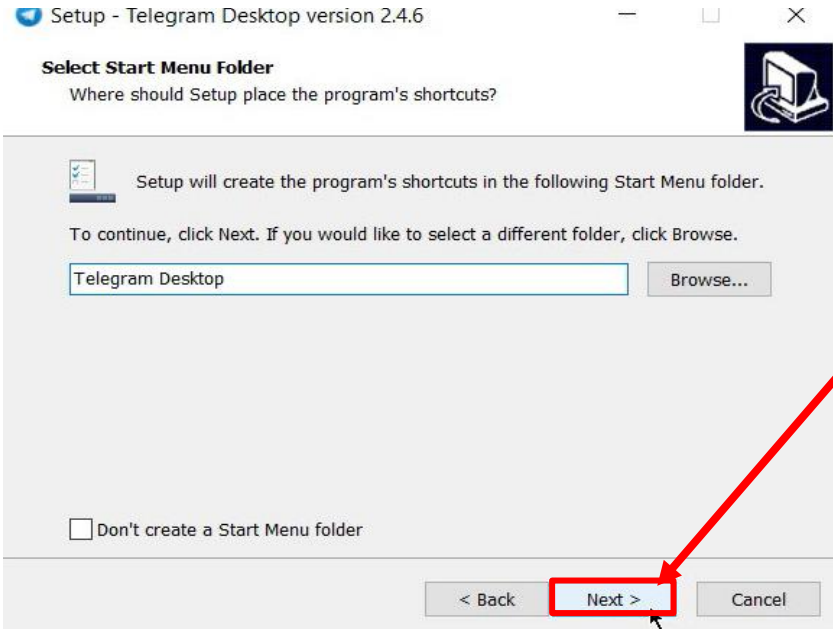 Setup - Telegram Desktop version 2.4.6
Select Start Menu Folder
Where should Setup place the program's shortcuts?
Setup will create the program's shortcuts in the following Start Menu folder.
To continue, click Next. If you would like to select a different folder, click Browse.
Telegram Desktop
Browse...
Don't create a Start Menu folder
< Back
Next >
Cancel